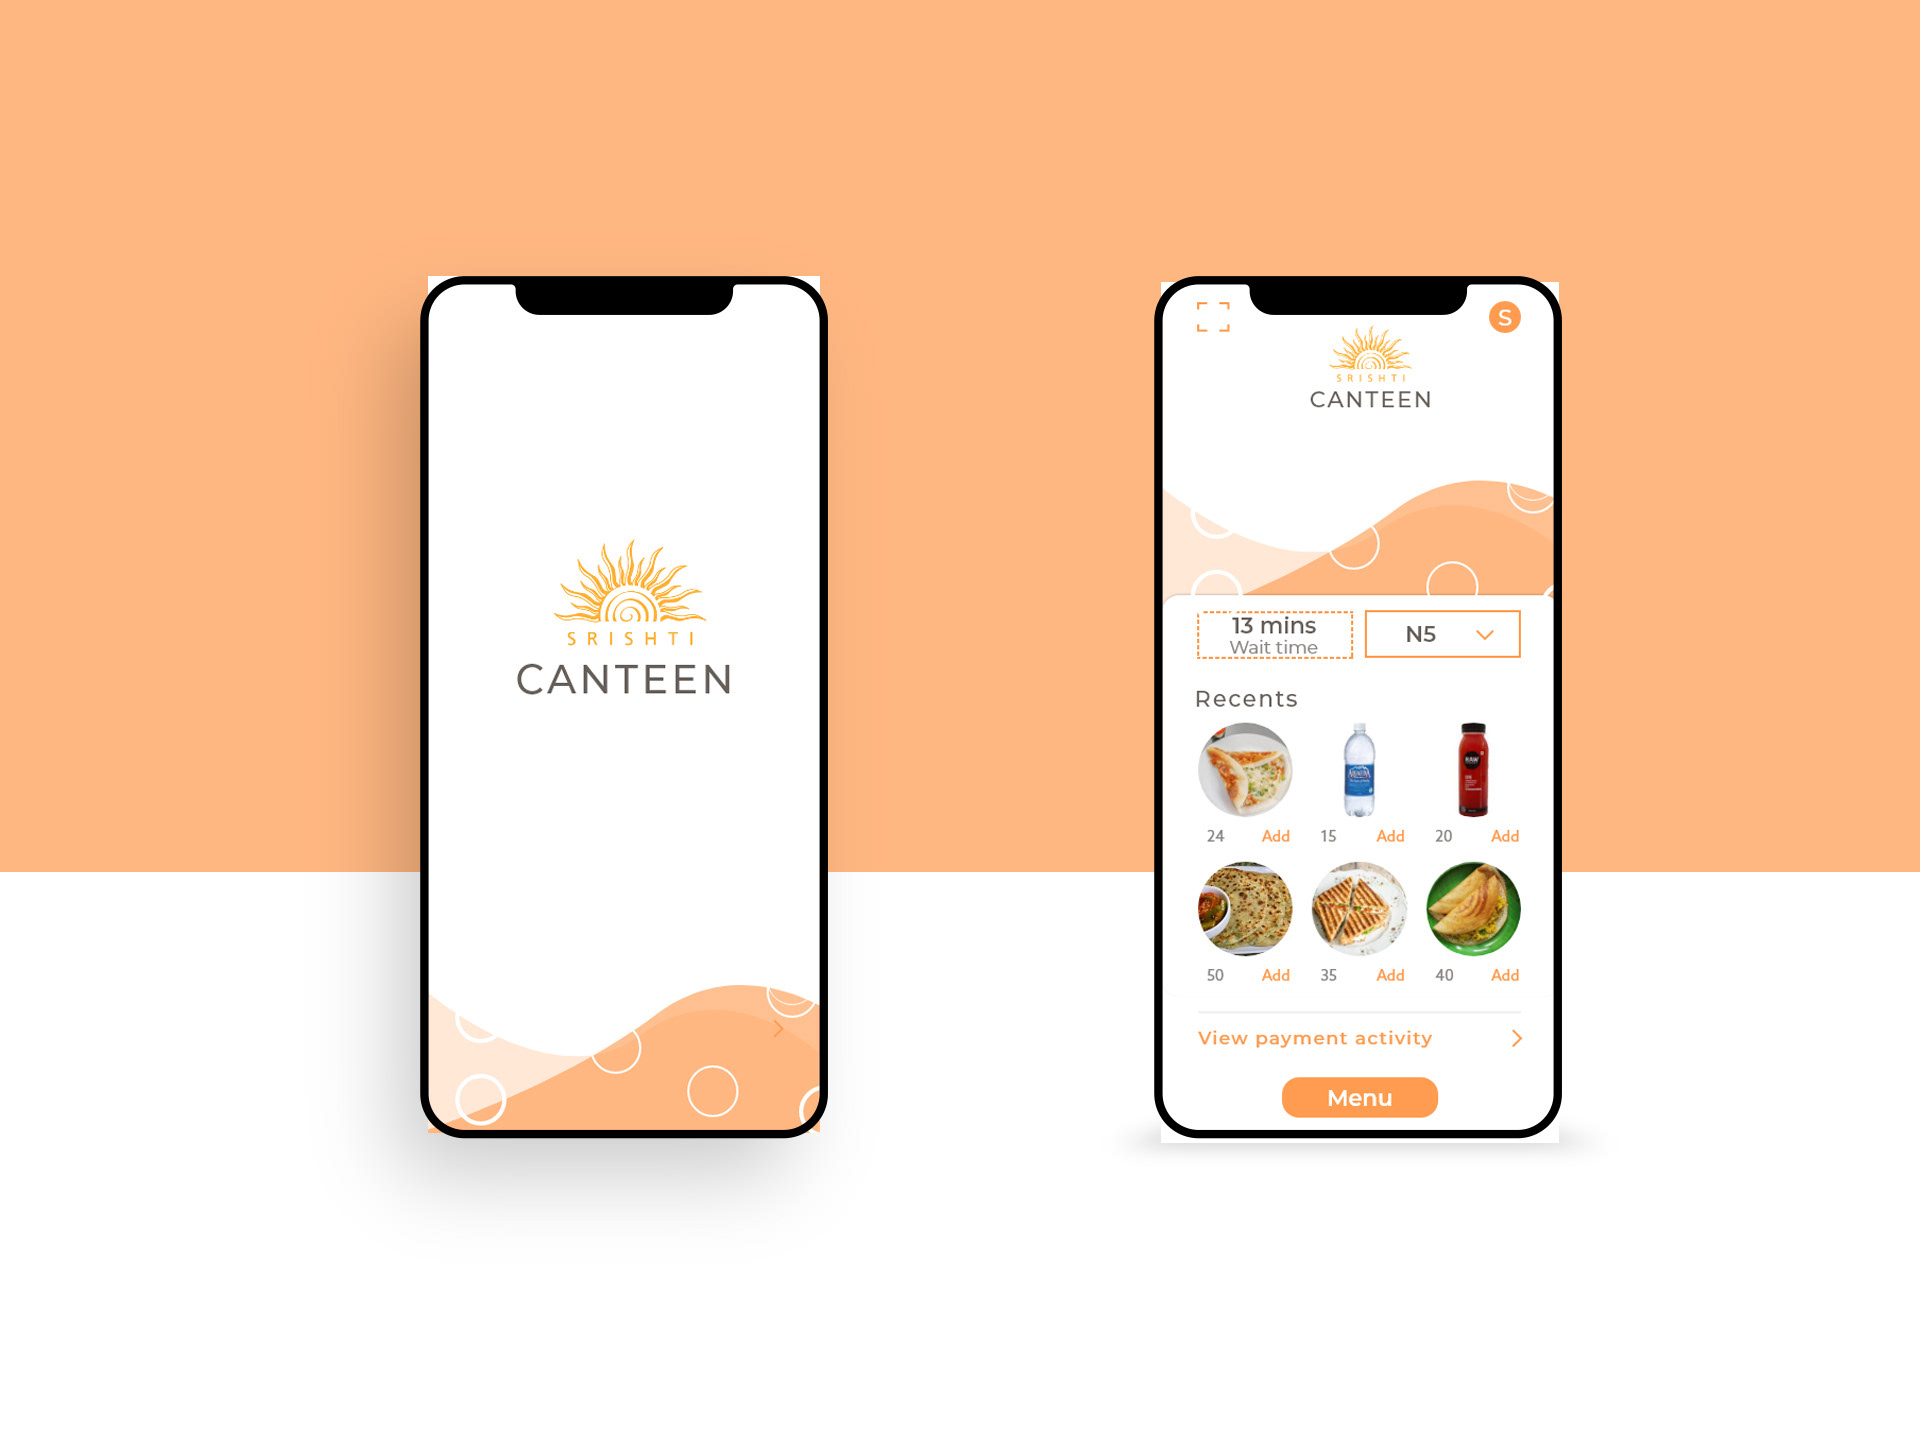 SRISHTI
CANTEEN
S
SRISHTI
CANTEEN
13 mins
Wait time
N5
Recents
RAW
24 Add 15 Add 20 Add
50 Add 35 Add 40 Add
View payment activity
Menu